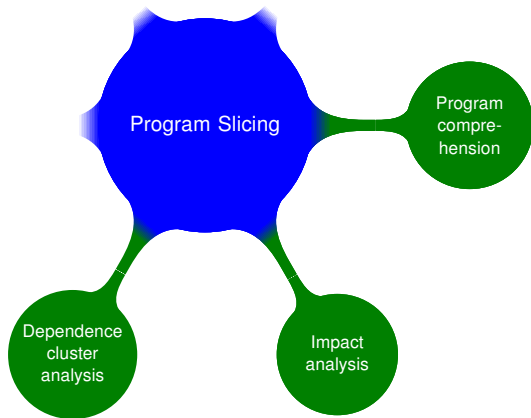 Program Slicing
Program
compre-
hension
Dependence
cluster
analysis
Impact
analysis